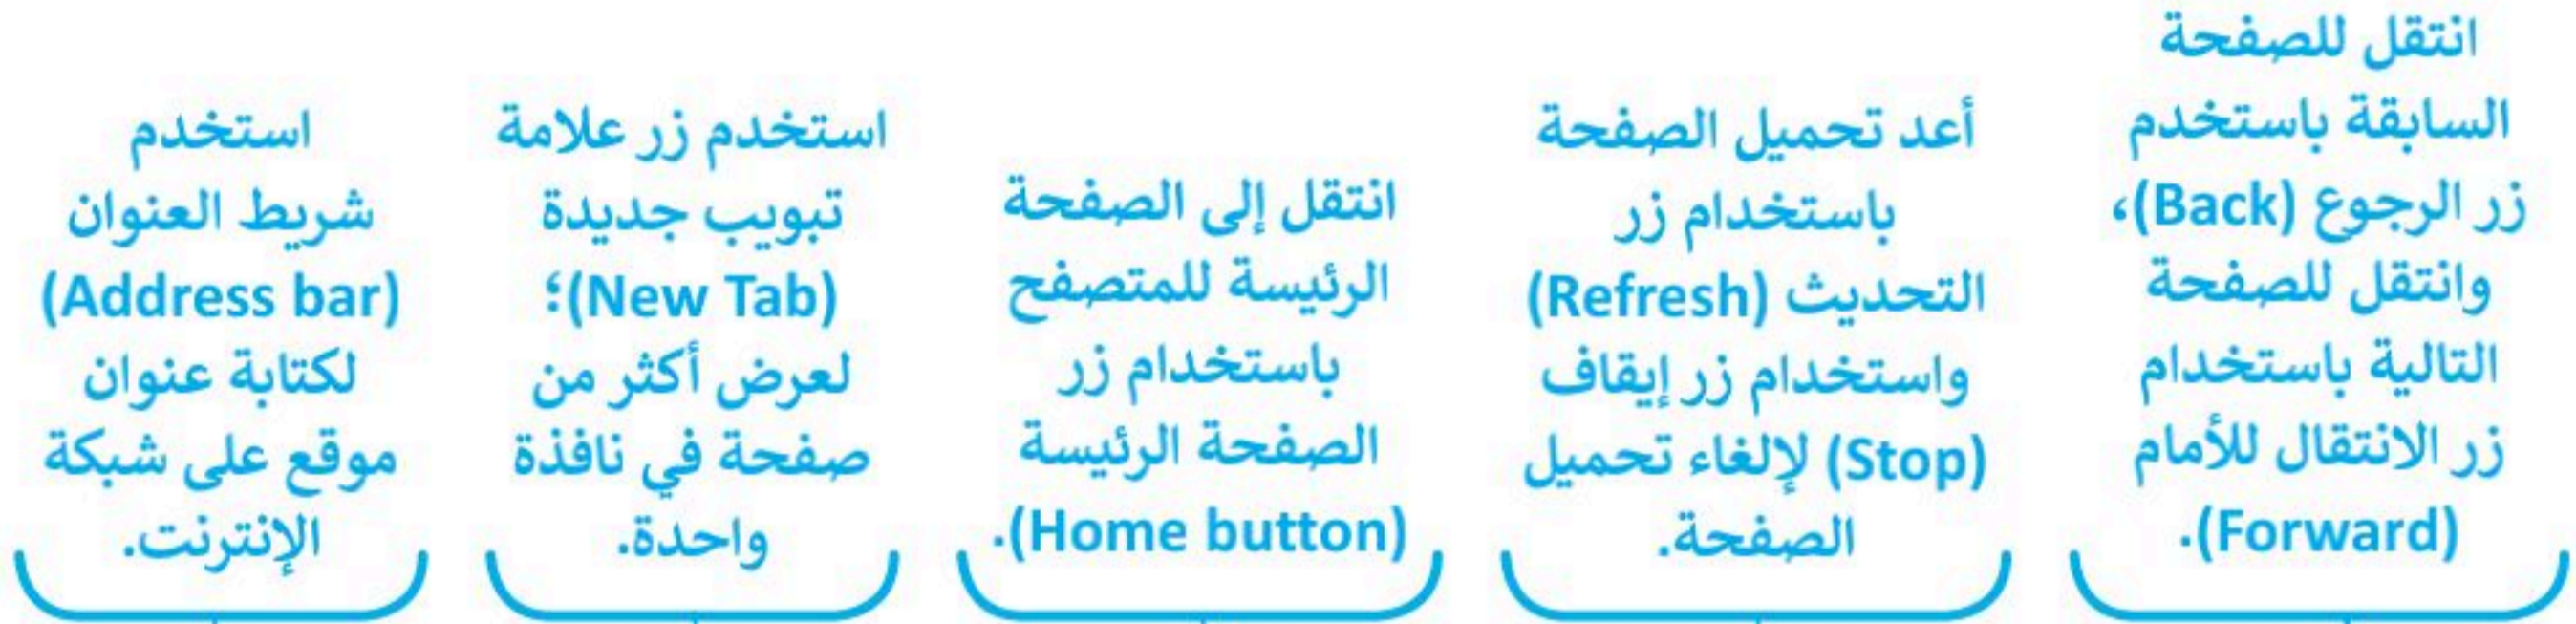 انتقل للصفحة
السابقة باستخدم
زر الرجوع (Back)،
وانتقل للصفحة
التالية باستخدام
زر الانتقال للأمام
(Forward).
أعد تحميل الصفحة
باستخدام زر
التحديث (Refresh)
واستخدام زر إيقاف
(Stop) لإلغاء تحميل
الصفحة.
انتقل إلى الصفحة
الرئيسة للمتصفح
باستخدام زر
الصفحة الرئيسة
(Home button).
استخدم زر علامة
تبويب جديدة
(New Tab)؛
لعرض أكثر من
صفحة في نافذة
واحدة.
استخدم
شريط العنوان
(Address bar)
لكتابة عنوان
موقع على شبكة
الإنترنت.